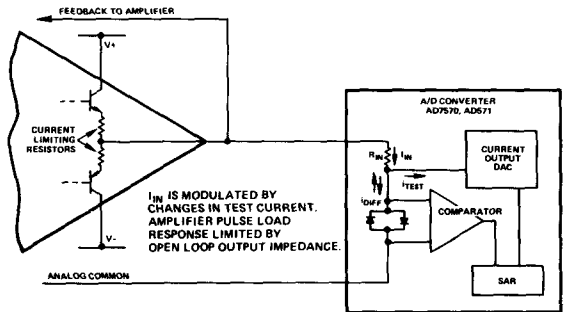 FEEDBACK TO AMPLIFIER
V+
CURRENT
LIMITING
RESISTORS
V-
I_IN IS MODULATED BY
CHANGES IN TEST CURRENT.
AMPLIFIER PULSE LOAD
RESPONSE LIMITED BY
OPEN LOOP OUTPUT IMPEDANCE.
ANALOG COMMON
A/D CONVERTER
AD7570, AD571
R_IN
I_IN
i_TEST
i_DIFF
CURRENT
OUTPUT
DAC
COMPARATOR
SAR